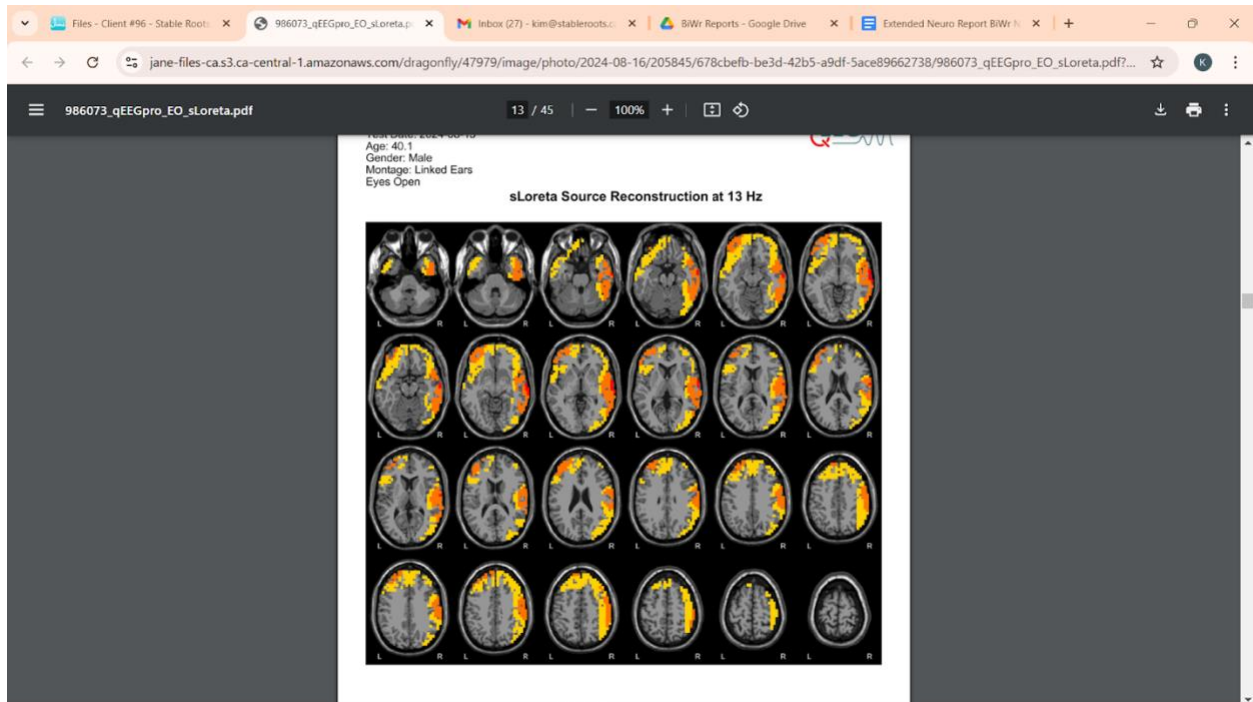 Files - Client #96 - Stable Roots
986073_qEEGpro_EO_sLoreta.p
Inbox (27) - kim@stableroots.c
BiWr Reports - Google Drive
Extended Neuro Report BiWr N
jane-files-ca.s3.ca-central-1.amazonaws.com/dragonfly/47979/image/photo/2024-08-16/205845/678cbefb-be3d-42b5-a9df-5ace89662738/986073_qEEGpro_EO_sLoreta.pdf?...
K
986073_qEEGpro_EO_sLoreta.pdf
13 / 45
100%
Age: 40.1
Gender: Male
Montage: Linked Ears
Eyes Open
sLoreta Source Reconstruction at 13 Hz
L R L R L R L R L R L R
L R L R L R L R L R L R
L R L R L R L R L R L R
L R L R L R L R L R L R